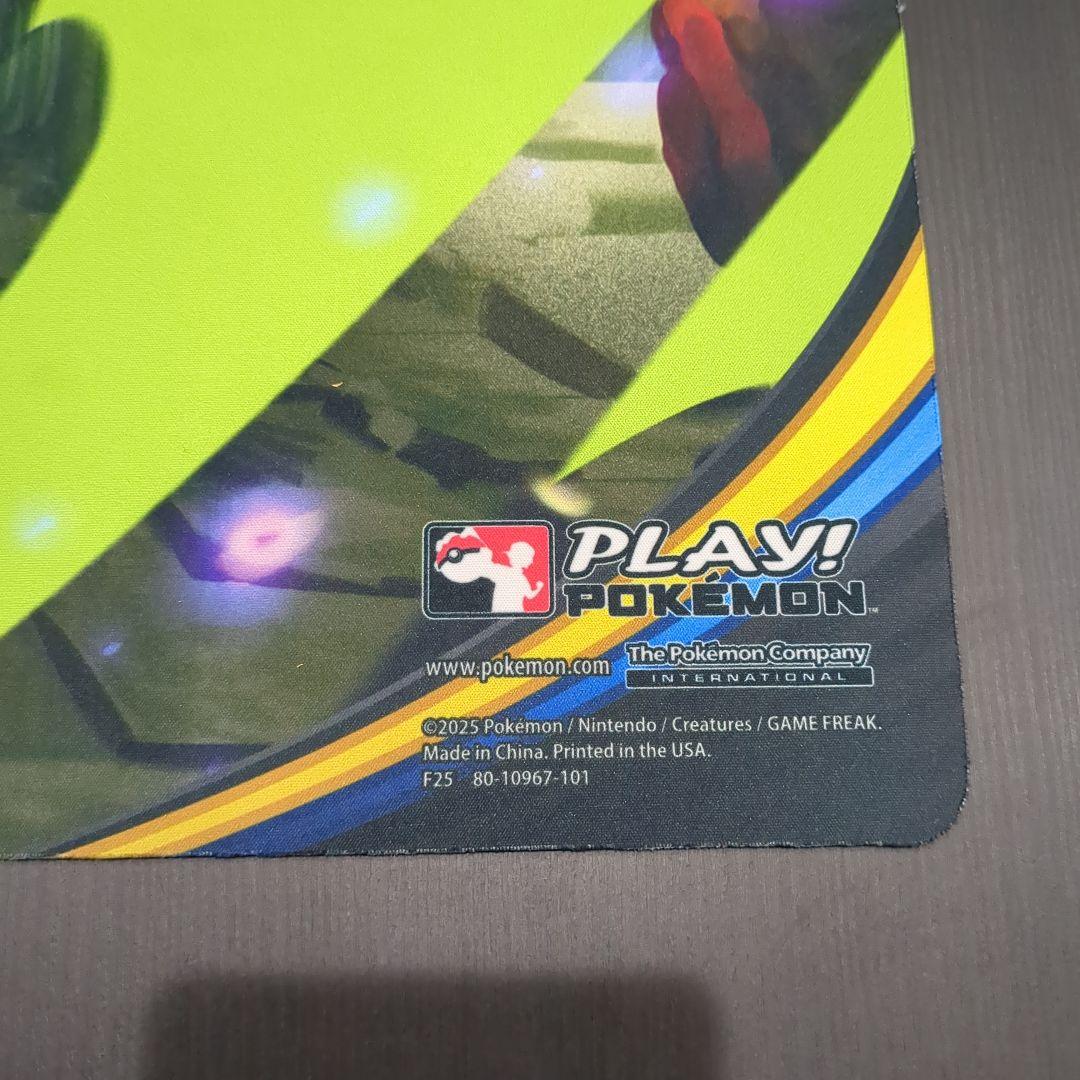 PLAY!
POKÉMON™
www.pokemon.com
The Pokémon Company
INTERNATIONAL
©2025 Pokémon / Nintendo / Creatures / GAME FREAK.
Made in China. Printed in the USA.
F25 80-10967-101